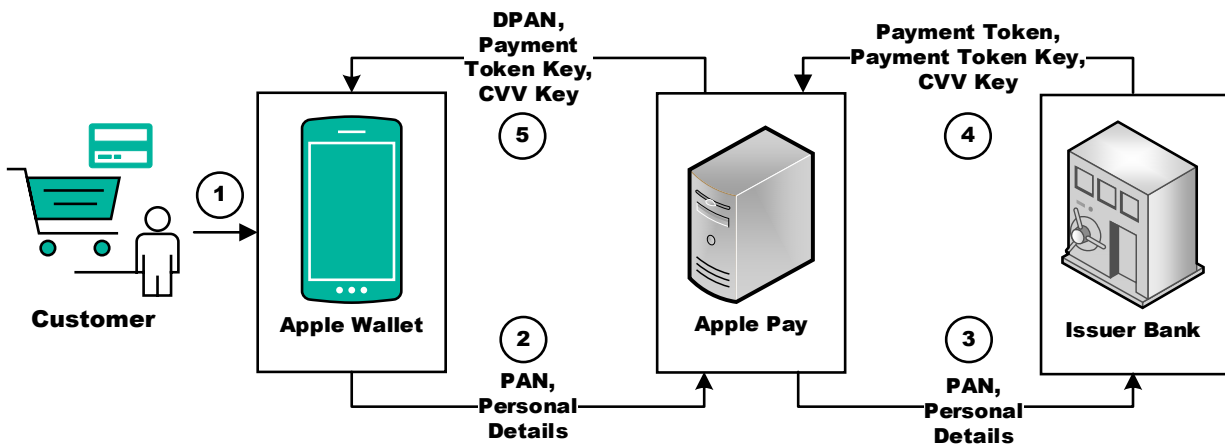 DPAN,
Payment
Token Key,
CVV Key
5
Payment Token,
Payment Token Key,
CVV Key
4
1
Customer
Apple Wallet
Apple Pay
Issuer Bank
2
PAN,
Personal
Details
3
PAN,
Personal
Details